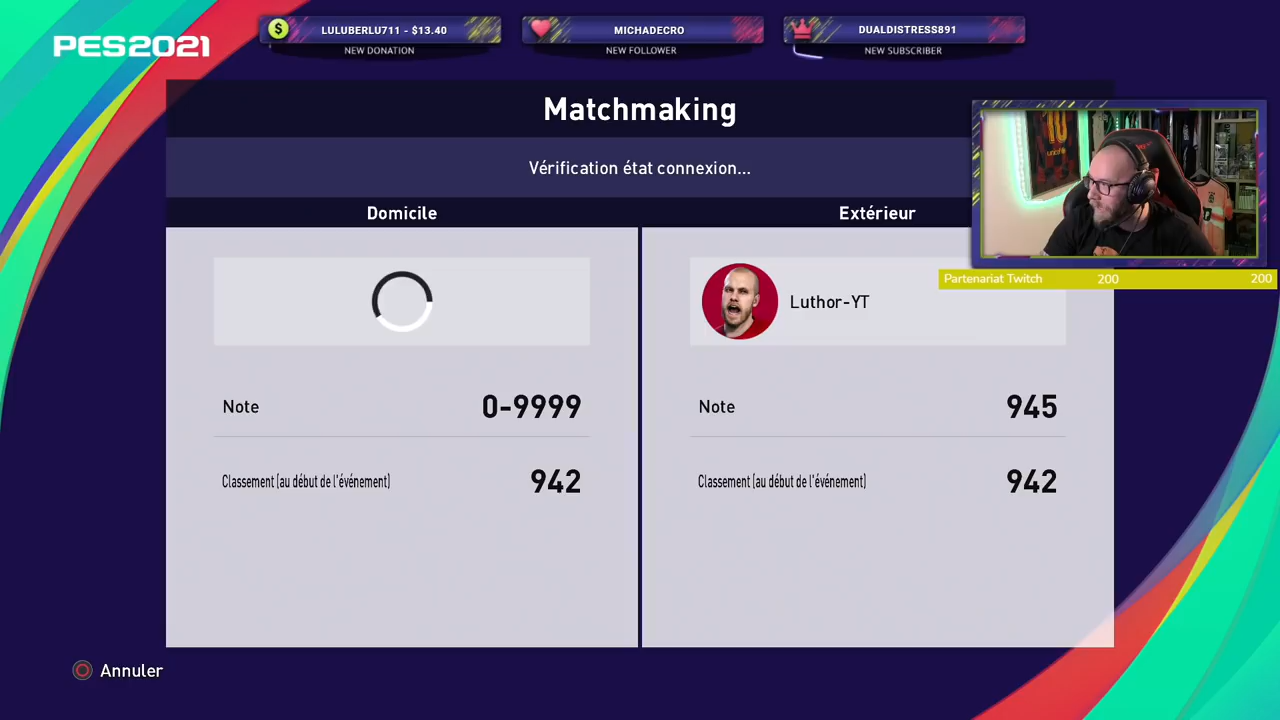 PES2021
LULUBERLU711 - $13.40
NEW DONATION
MICHADECRO
NEW FOLLOWER
DUALDISTRESS891
NEW SUBSCRIBER
Matchmaking
Vérification état connexion...
Domicile
Extérieur
10
unicef
Partenariat Twitch 200 200
Luthor-YT
Note 0-9999
Note 945
Classement (au début de l'événement) 942
Classement (au début de l'événement) 942
Annuler